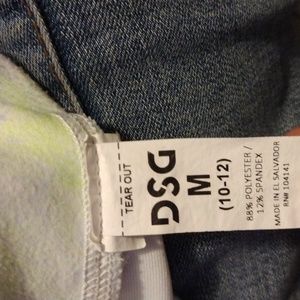 TEAR OUT
DSG
M
(10-12)
88% POLYESTER /
12% SPANDEX
MADE IN EL SALVADOR
RN# 104141